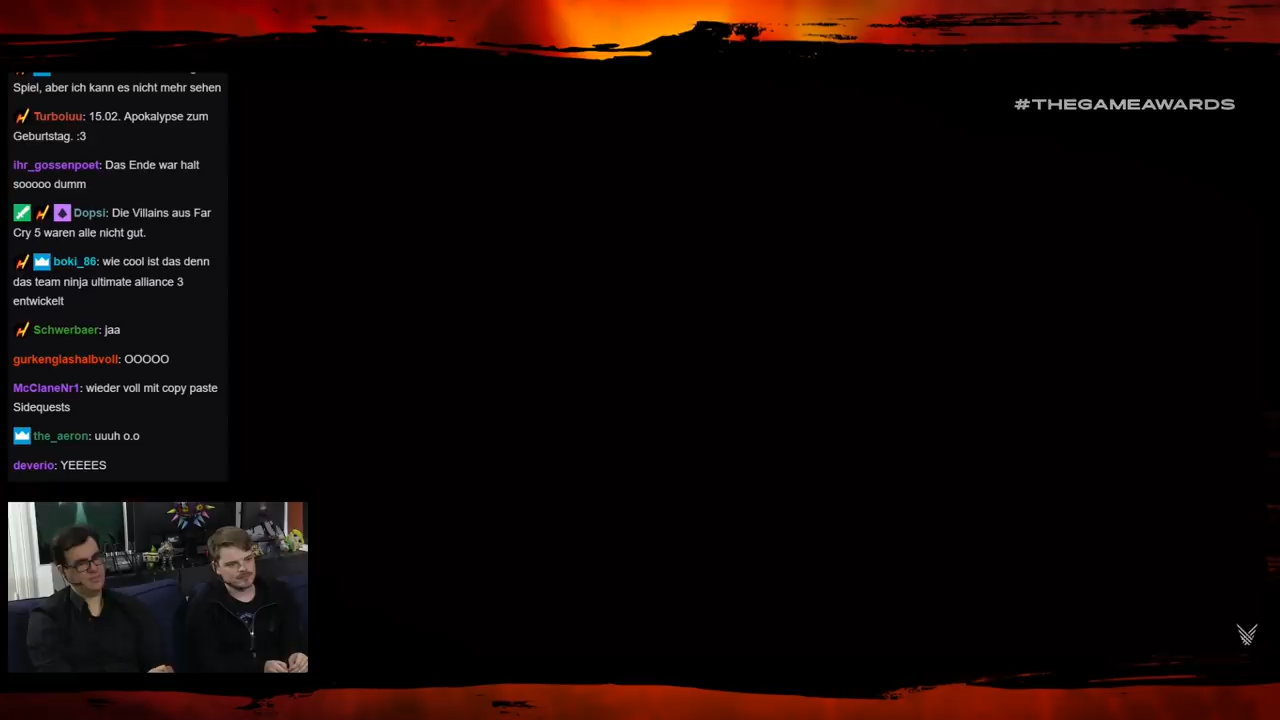 Spiel, aber ich kann es nicht mehr sehen
Turboiuu: 15.02. Apokalypse zum
Geburtstag. :3
ihr_gossenpoet: Das Ende war halt
sooooo dumm
Dopsi: Die Villains aus Far
Cry 5 waren alle nicht gut.
boki_86: wie cool ist das denn
das team ninja ultimate alliance 3
entwickelt
Schwerbaer: jaa
gurkenglashalbvoll: OOOOO
McClaneNr1: wieder voll mit copy paste
Sidequests
the_aeron: uuuh o.o
deverio: YEEEES
#THEGAMEAWARDS